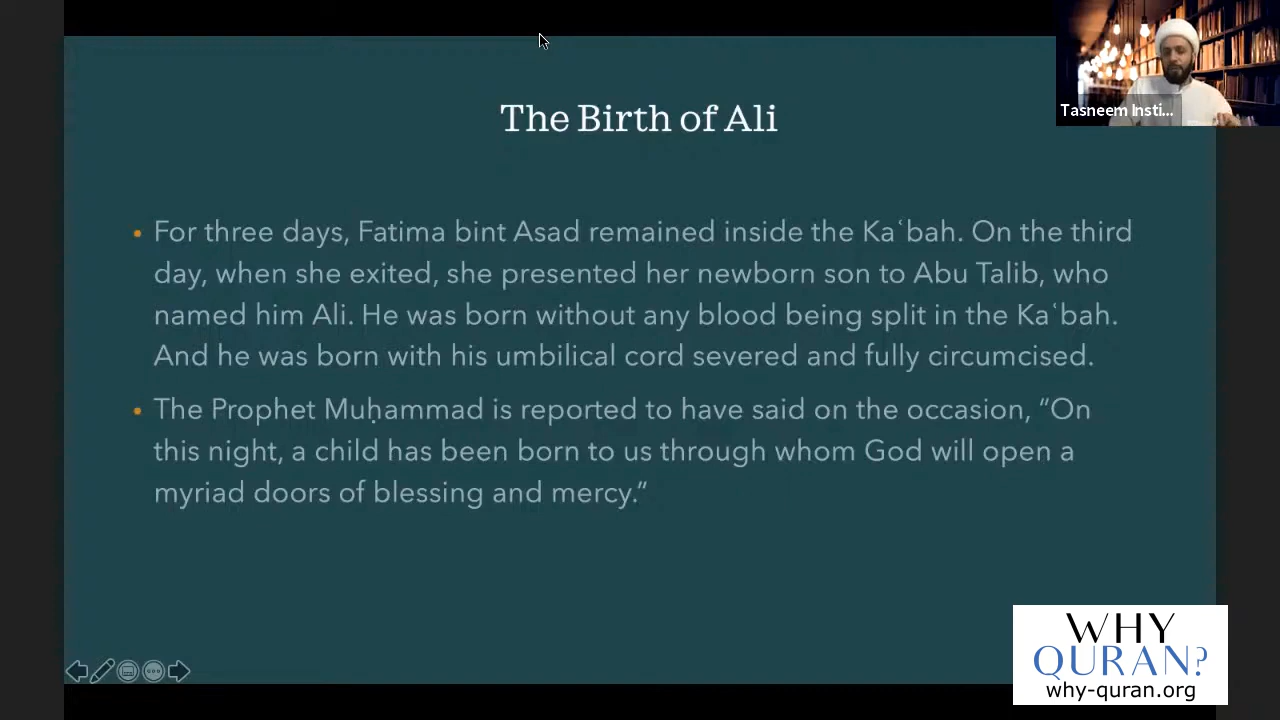 Tasneem Insti...
The Birth of Ali
• For three days, Fatima bint Asad remained inside the Kaʿbah. On the third
day, when she exited, she presented her newborn son to Abu Talib, who
named him Ali. He was born without any blood being split in the Kaʿbah.
And he was born with his umbilical cord severed and fully circumcised.
• The Prophet Muḥammad is reported to have said on the occasion, “On
this night, a child has been born to us through whom God will open a
myriad doors of blessing and mercy.”
WHY
QURAN?
why-quran.org